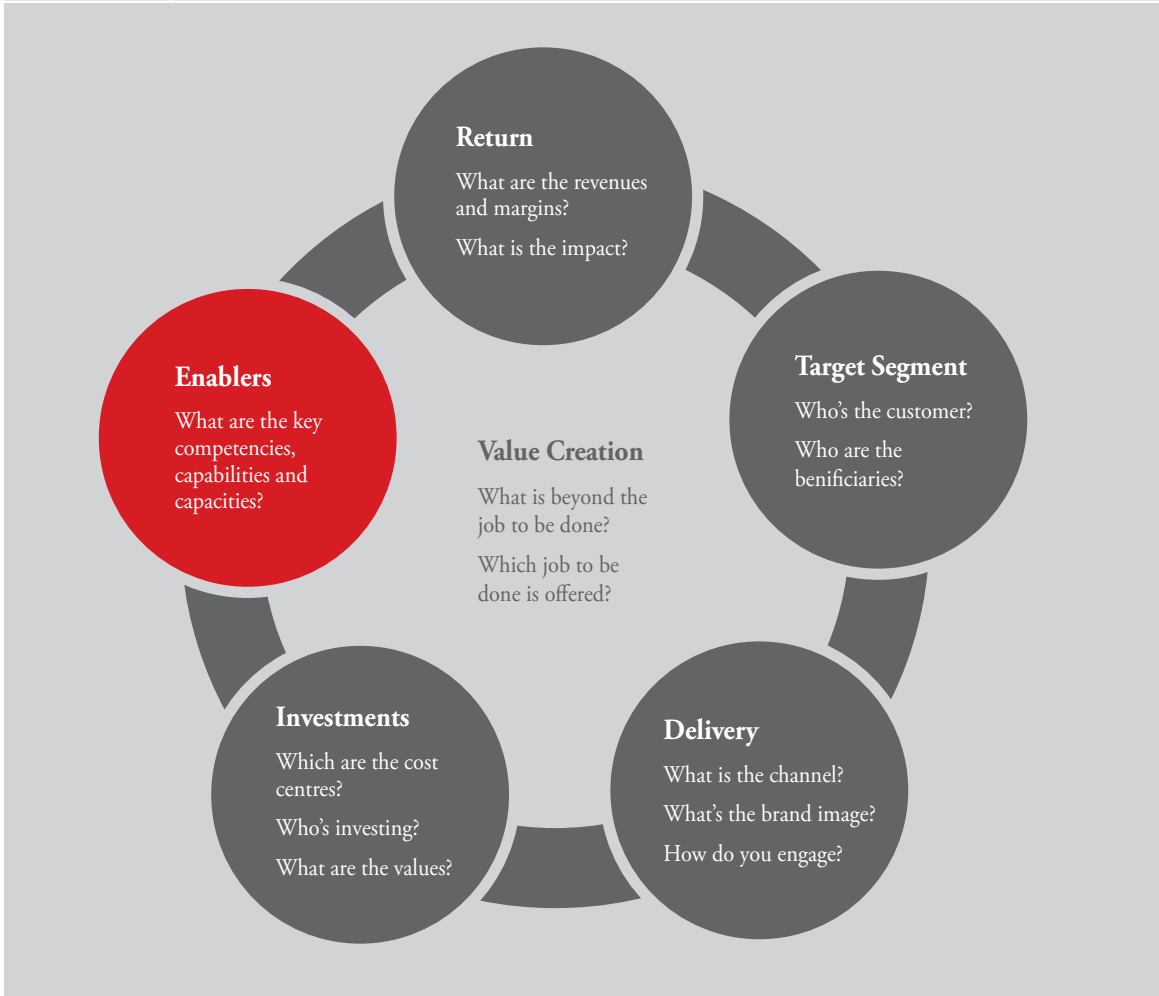 Return
What are the revenues
and margins?
What is the impact?
Target Segment
Who's the customer?
Who are the
benificiaries?
Delivery
What is the channel?
What's the brand image?
How do you engage?
Investments
Which are the cost
centres?
Who's investing?
What are the values?
Enablers
What are the key
competencies,
capabilities and
capacities?
Value Creation
What is beyond the
job to be done?
Which job to be
done is offered?